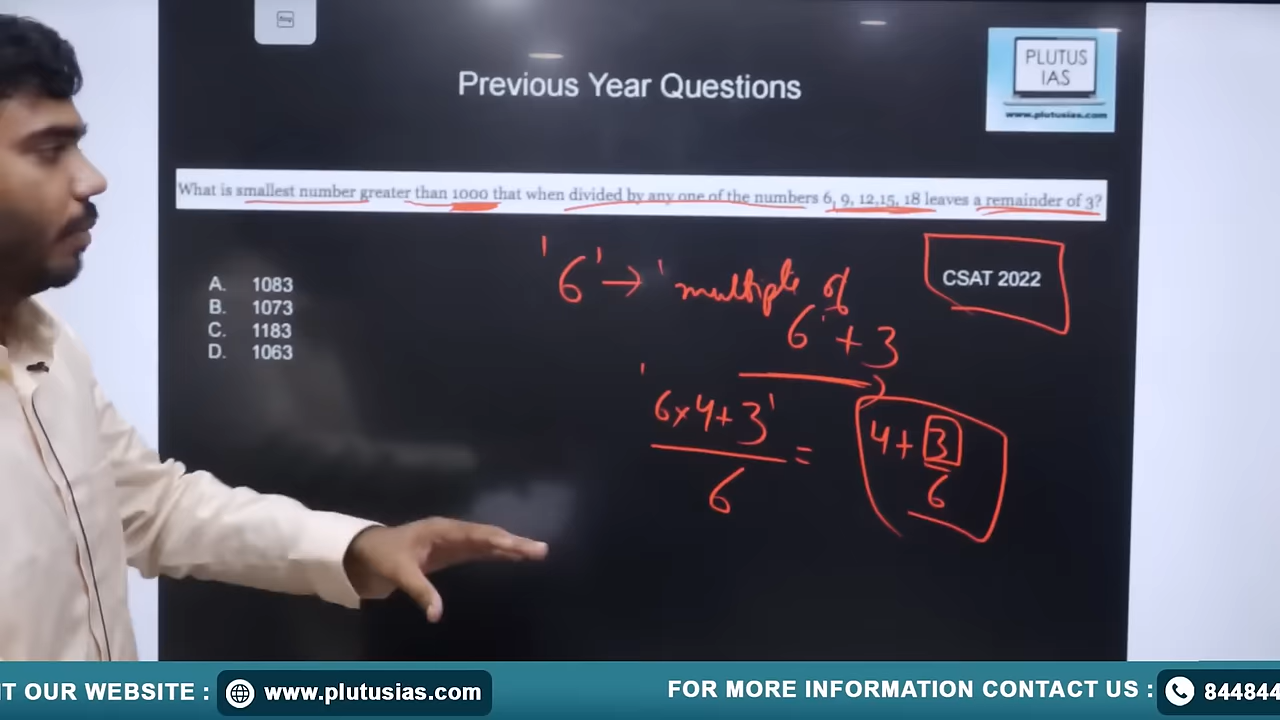 PLUTUS
IAS
www.plutusias.com
Previous Year Questions
What is smallest number greater than 1000 that when divided by any one of the numbers 6, 9, 12,15, 18 leaves a remainder of 3?
CSAT 2022
A. 1083
B. 1073
C. 1183
D. 1063
'6' → 'multiple of
6' + 3
'6×4+3'
6
=
4+3
6
T OUR WEBSITE : www.plutusias.com
FOR MORE INFORMATION CONTACT US : 844844